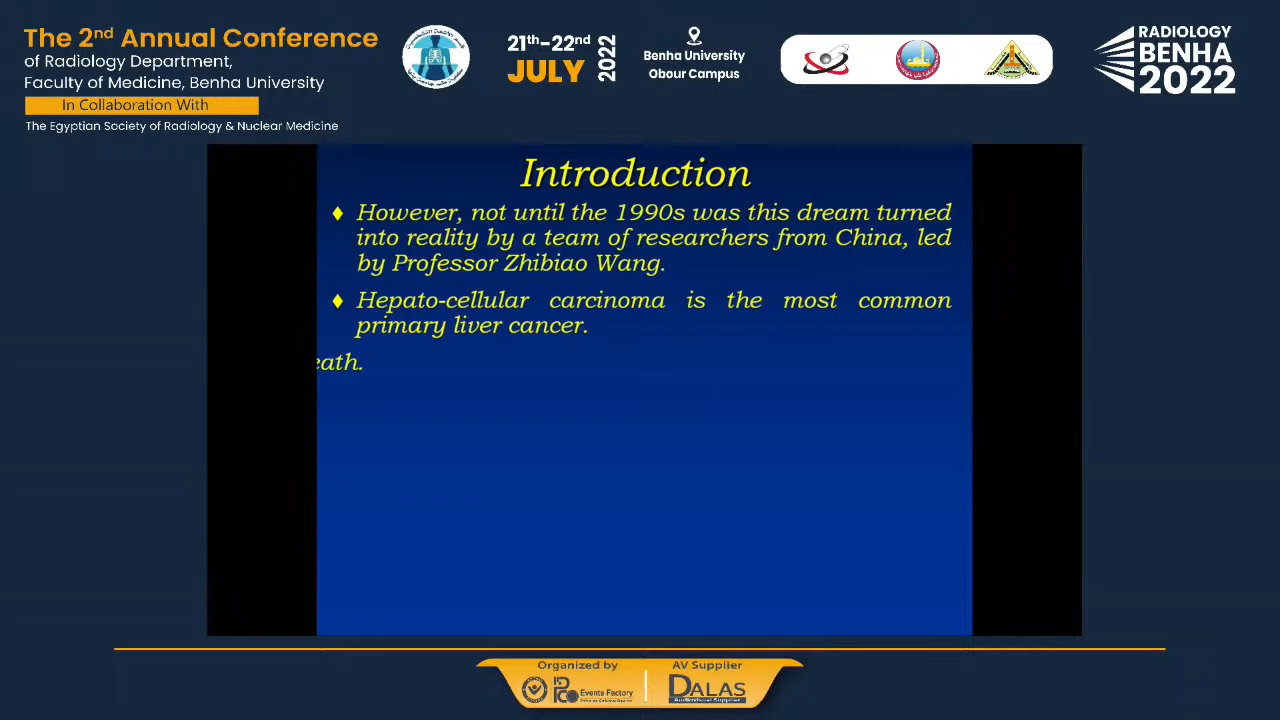 The 2nd Annual Conference
of Radiology Department,
Faculty of Medicine, Benha University
In Collaboration With
The Egyptian Society of Radiology & Nuclear Medicine
21th-22nd
JULY
2022
Benha University
Obour Campus
RADIOLOGY
BENHA
2022
Introduction
♦ However, not until the 1990s was this dream turned
into reality by a team of researchers from China, led
by Professor Zhibiao Wang.
♦ Hepato-cellular carcinoma is the most common
primary liver cancer.
eath.
Organized by
Events Factory
AV Supplier
DALAS
Audiovisual Supplier